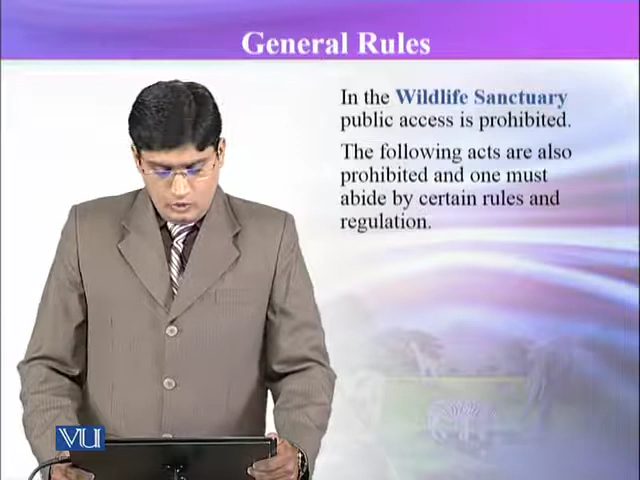 General Rules
In the Wildlife Sanctuary
public access is prohibited.
The following acts are also
prohibited and one must
abide by certain rules and
regulation.
VU